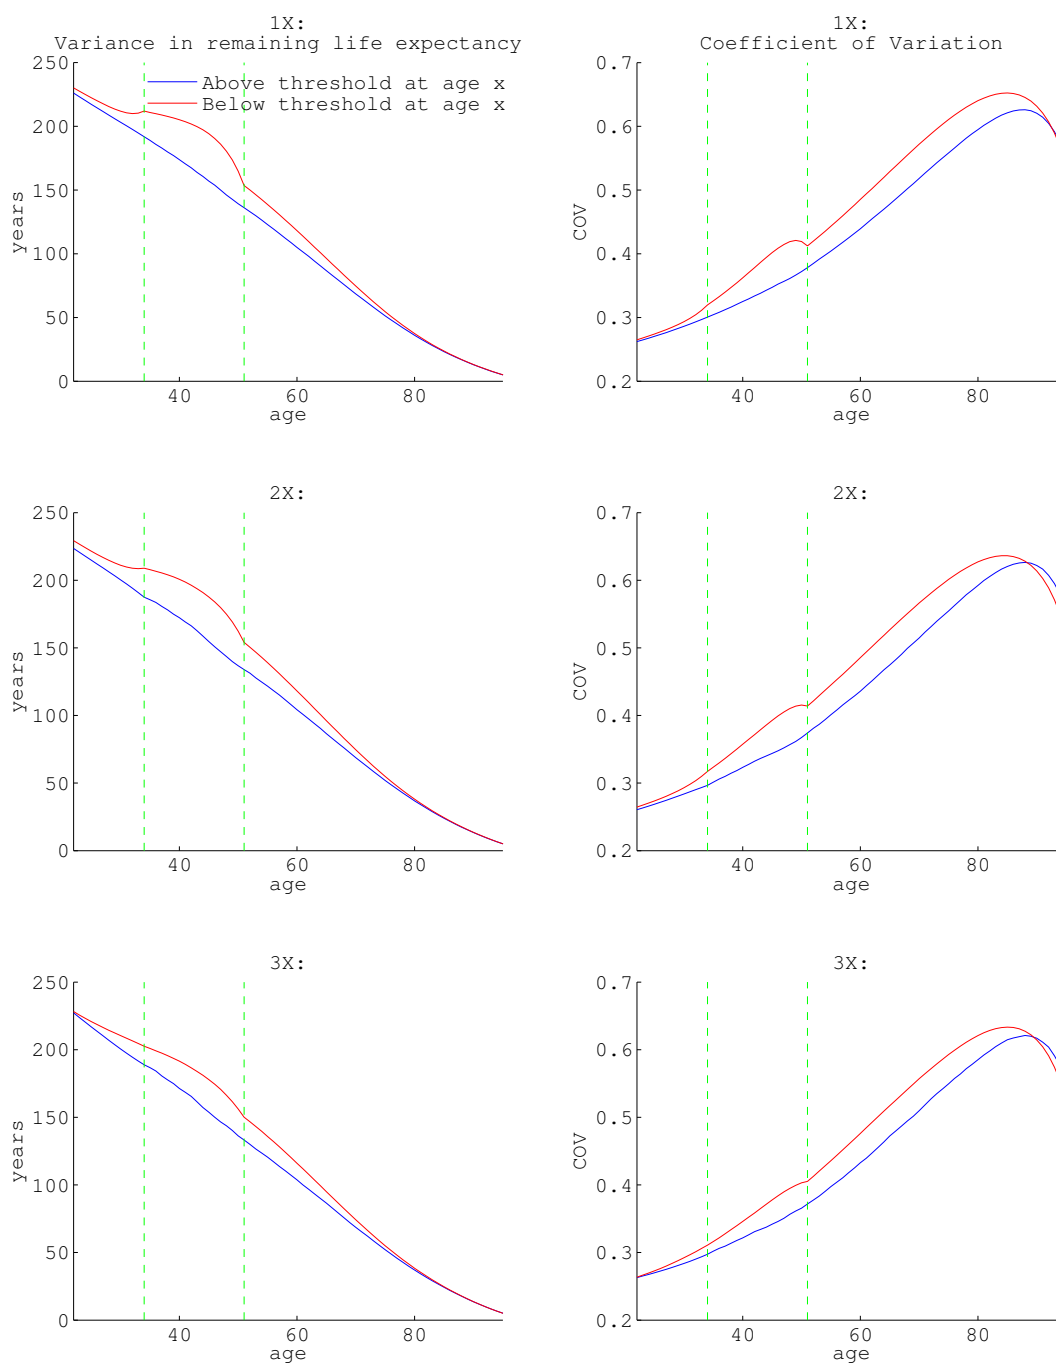 1X:
Variance in remaining life expectancy
250
200
150
100
50
0
years
Above threshold at age x
Below threshold at age x
40
60
80
age
1X:
Coefficient of Variation
0.7
0.6
0.5
0.4
0.3
0.2
COV
40
60
80
age
2X:
250
200
150
100
50
0
years
40
60
80
age
2X:
0.7
0.6
0.5
0.4
0.3
0.2
COV
40
60
80
age
3X:
250
200
150
100
50
0
years
40
60
80
age
3X:
0.7
0.6
0.5
0.4
0.3
0.2
COV
40
60
80
age